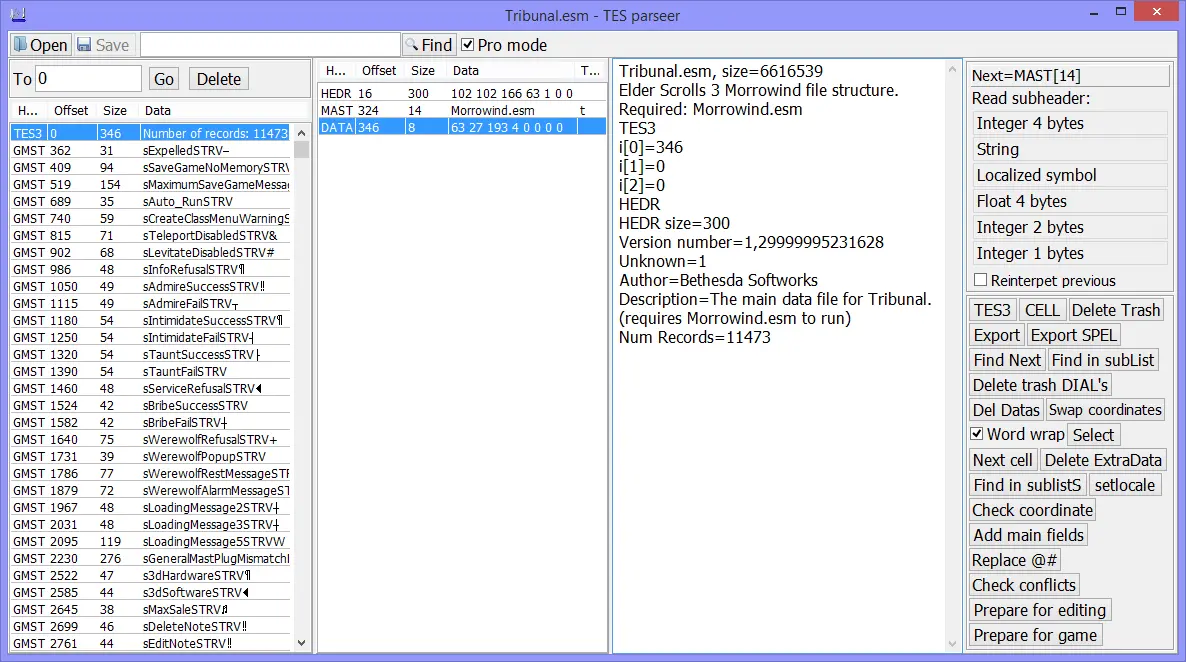 Tribunal.esm - TES parseer
Open Save Find Pro mode
To 0 Go Delete
H... Offset Size Data
TES3 0 346 Number of records: 11473
GMST 362 31 sExpelledSTRV–
GMST 409 94 sSaveGameNoMemorySTRV
GMST 519 154 sMaximumSaveGameMessag
GMST 689 35 sAuto_RunSTRV
GMST 740 59 sCreateClassMenuWarningS
GMST 815 71 sTeleportDisabledSTRV&
GMST 902 68 sLevitateDisabledSTRV#
GMST 986 48 sInfoRefusalSTRV¶
GMST 1050 49 sAdmireSuccessSTRV‼
GMST 1115 49 sAdmireFailSTRV┬
GMST 1180 54 sIntimidateSuccessSTRV¶
GMST 1250 54 sIntimidateFailSTRV┤
GMST 1320 54 sTauntSuccessSTRV├
GMST 1390 54 sTauntFailSTRV
GMST 1460 48 sServiceRefusalSTRV◄
GMST 1524 42 sBribeSuccessSTRV
GMST 1582 42 sBribeFailSTRV┼
GMST 1640 75 sWerewolfRefusalSTRV+
GMST 1731 39 sWerewolfPopupSTRV
GMST 1786 77 sWerewolfRestMessageSTR
GMST 1879 72 sWerewolfAlarmMessageST
GMST 1967 48 sLoadingMessage2STRV┼
GMST 2031 48 sLoadingMessage3STRV┼
GMST 2095 119 sLoadingMessage5STRVW
GMST 2230 276 sGeneralMastPlugMismatch
GMST 2522 47 s3dHardwareSTRV¶
GMST 2585 44 s3dSoftwareSTRV◄
GMST 2645 38 sMaxSaleSTRV♫
GMST 2699 46 sDeleteNoteSTRV‼
GMST 2761 44 sEditNoteSTRV‼
H... Offset Size Data T...
HEDR 16 300 102 102 166 63 1 0 0
MAST 324 14 Morrowind.esm t
DATA 346 8 63 27 193 4 0 0 0 0
Tribunal.esm, size=6616539
Elder Scrolls 3 Morrowind file structure.
Required: Morrowind.esm
TES3
i[0]=346
i[1]=0
i[2]=0
HEDR
HEDR size=300
Version number=1,29999995231628
Unknown=1
Author=Bethesda Softworks
Description=The main data file for Tribunal.
(requires Morrowind.esm to run)
Num Records=11473
Next=MAST[14]
Read subheader:
Integer 4 bytes
String
Localized symbol
Float 4 bytes
Integer 2 bytes
Integer 1 bytes
Reinterpet previous
TES3 CELL Delete Trash
Export Export SPEL
Find Next Find in subList
Delete trash DIAL's
Del Datas Swap coordinates
Word wrap Select
Next cell Delete ExtraData
Find in sublistS setlocale
Check coordinate
Add main fields
Replace @#
Check conflicts
Prepare for editing
Prepare for game